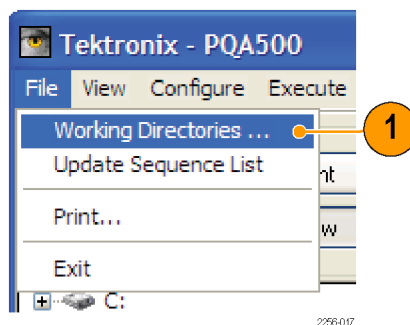 Tektronix - PQA500
File View Configure Execute
Working Directories ...
1
Update Sequence List
nt
Print...
w
Exit
C:
2256-017